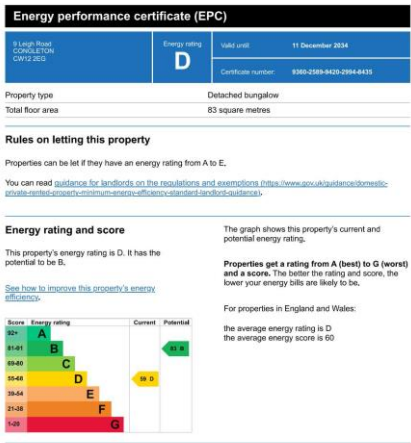 Energy performance certificate (EPC)
9 Leigh Road
CONGLETON
CW12 2EG
Energy rating
D
Valid until:
11 December 2034
Certificate number:
9360-2589-9420-2994-8435
Property type
Detached bungalow
Total floor area
83 square metres
Rules on letting this property
Properties can be let if they have an energy rating from A to E.
You can read guidance for landlords on the regulations and exemptions (https://www.gov.uk/guidance/domestic-
private-rented-property-minimum-energy-efficiency-standard-landlord-guidance).
Energy rating and score
This property's energy rating is D. It has the
potential to be B.
See how to improve this property's energy
efficiency.
Score Energy rating Current Potential
92+ A
81-91 B 83 B
69-80 C
55-68 D 59 D
39-54 E
21-38 F
1-20 G
The graph shows this property's current and
potential energy rating.
Properties get a rating from A (best) to G (worst)
and a score. The better the rating and score, the
lower your energy bills are likely to be.
For properties in England and Wales:
the average energy rating is D
the average energy score is 60